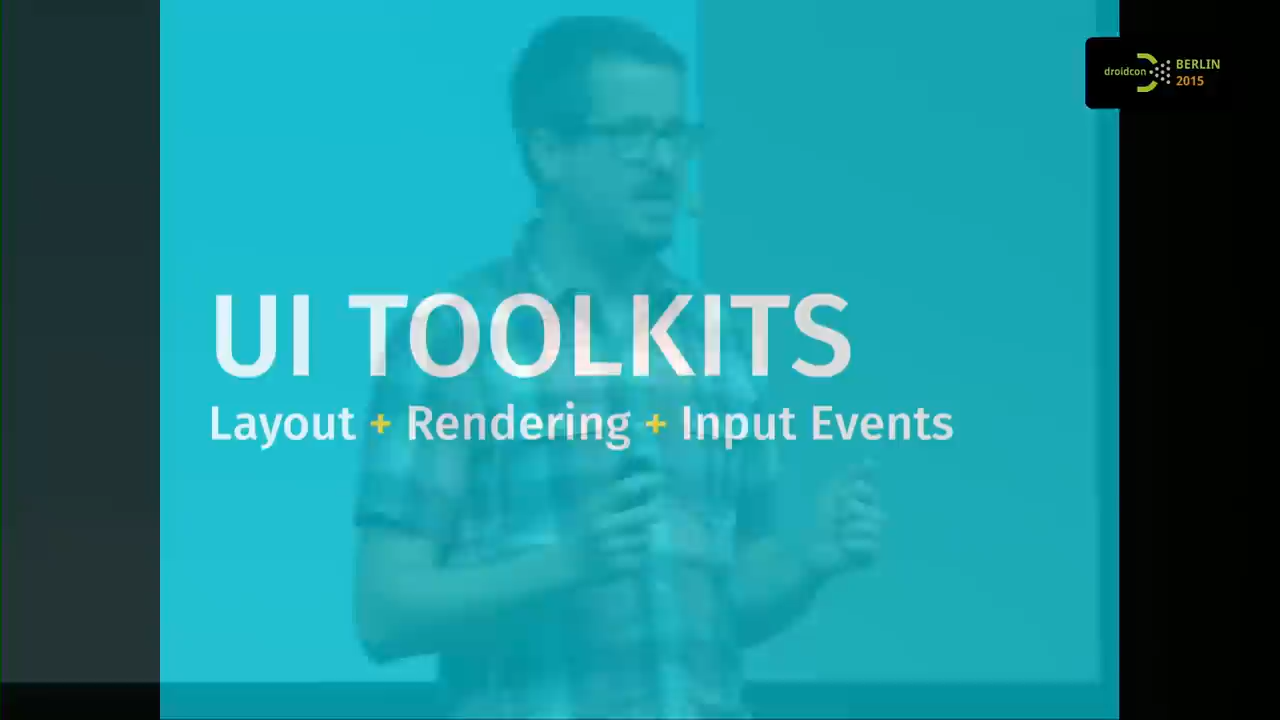 droidcon
BERLIN
2015
UI TOOLKITS
Layout + Rendering + Input Events